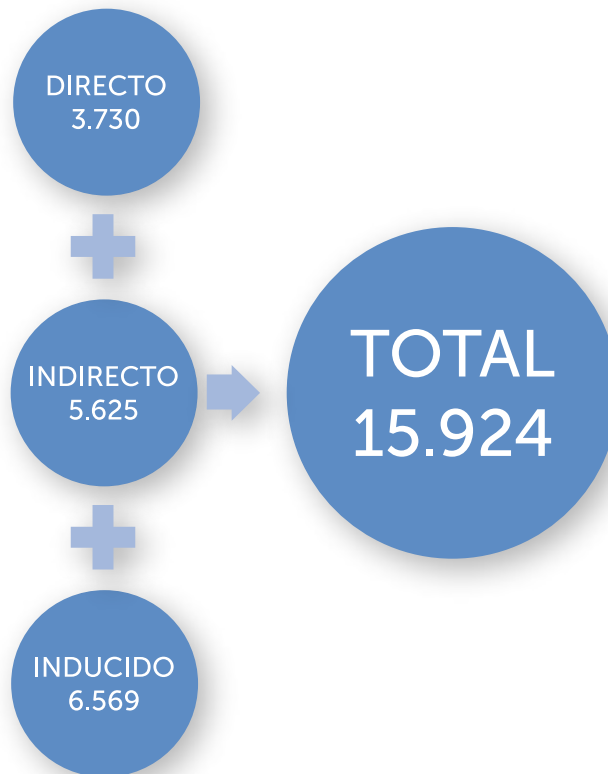 DIRECTO
3.730
INDIRECTO
5.625
INDUCIDO
6.569
TOTAL
15.924